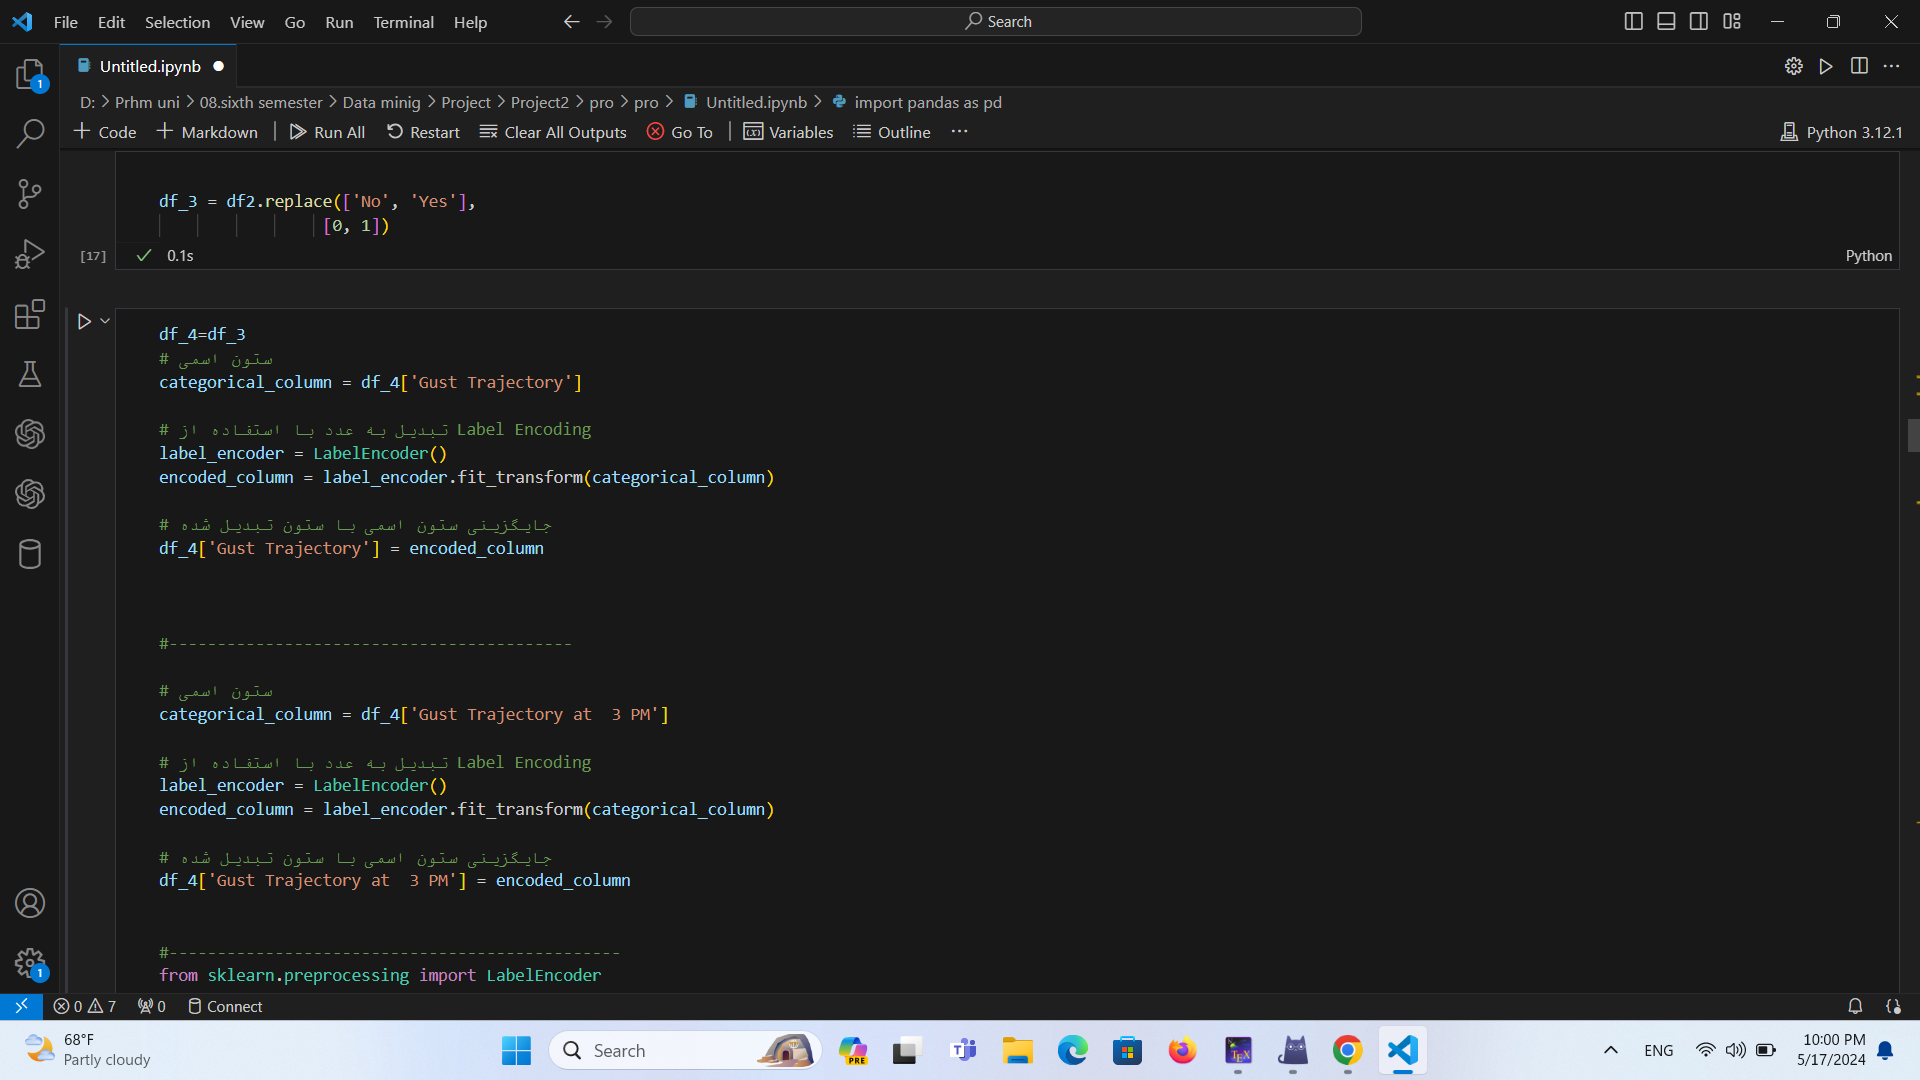 File Edit Selection View Go Run Terminal Help Search
1 Untitled.ipynb
D: > Prhm uni > 08.sixth semester > Data minig > Project > Project2 > pro > pro > Untitled.ipynb > import pandas as pd
+ Code + Markdown | Run All Restart Clear All Outputs Go To | Variables Outline ··· Python 3.12.1
df_3 = df2.replace(['No', 'Yes'],
[0, 1])
[17] 0.1s Python
df_4=df_3
# ستون اسمی
categorical_column = df_4['Gust Trajectory']
# تبدیل به عدد با استفاده از Label Encoding
label_encoder = LabelEncoder()
encoded_column = label_encoder.fit_transform(categorical_column)
# جایگزینی ستون اسمی با ستون تبدیل شده
df_4['Gust Trajectory'] = encoded_column
#------------------------------------------
# ستون اسمی
categorical_column = df_4['Gust Trajectory at  3 PM']
# تبدیل به عدد با استفاده از Label Encoding
label_encoder = LabelEncoder()
encoded_column = label_encoder.fit_transform(categorical_column)
# جایگزینی ستون اسمی با ستون تبدیل شده
df_4['Gust Trajectory at  3 PM'] = encoded_column
#-----------------------------------------------
from sklearn.preprocessing import LabelEncoder
1
0 7 0 Connect
68°F
Partly cloudy
Search
PRE
ENG
10:00 PM
5/17/2024